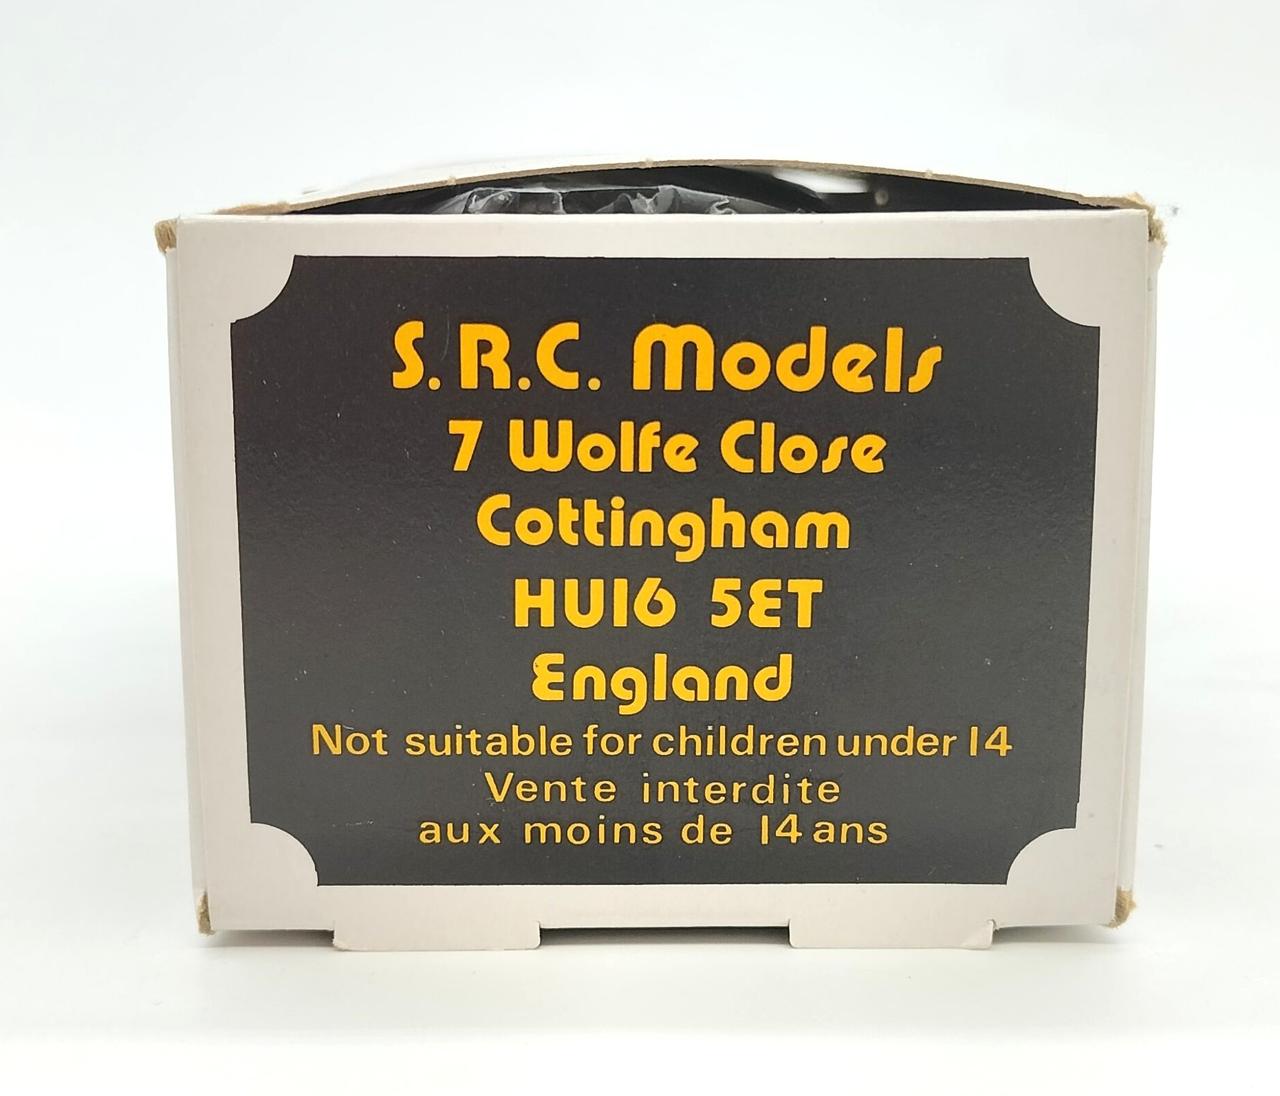 S.R.C. Models
7 Wolfe Close
Cottingham
HU16 5ET
England
Not suitable for children under 14
Vente interdite
aux moins de 14 ans